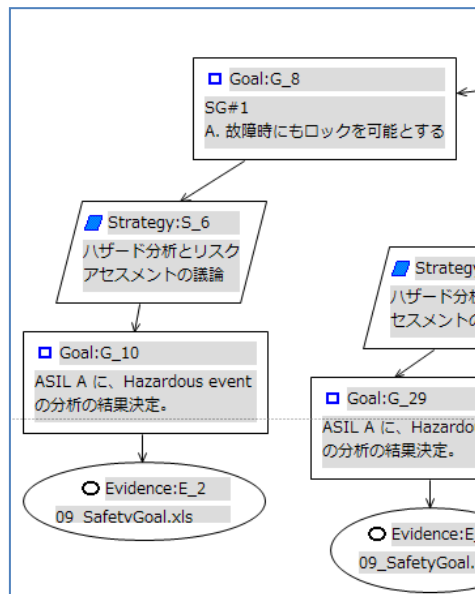 Goal:G_8
SG#1
A. 故障時にもロックを可能とする
Strategy:S_6
ハザード分析とリスク
アセスメントの議論
Strategy
ハザード分析
セスメントの
Goal:G_10
ASIL A に、Hazardous event
の分析の結果決定。
Goal:G_29
ASIL A に、Hazardou
の分析の結果決定。
Evidence:E_2
09_SafetyGoal.xls
Evidence:E_
09_SafetyGoal.